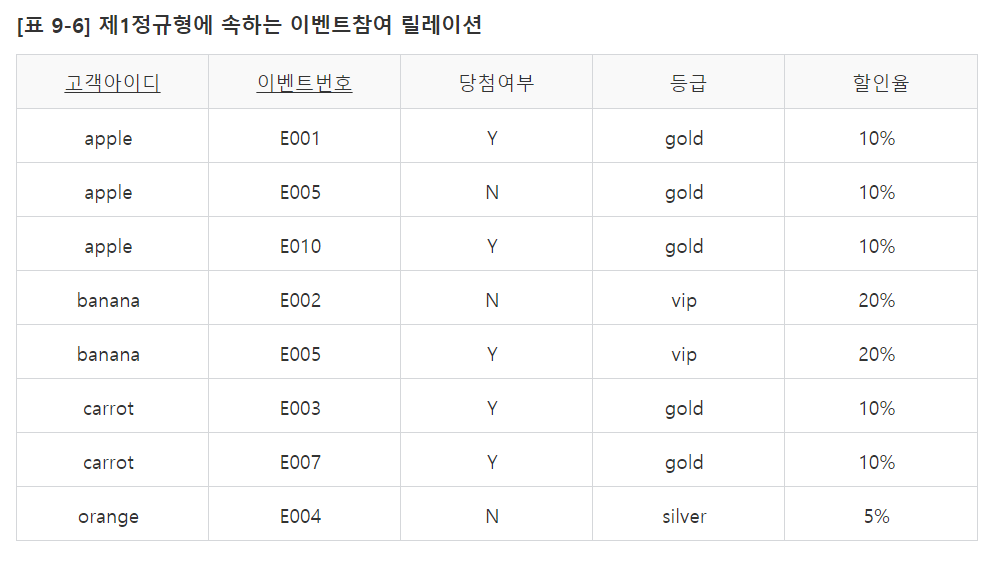 [표 9-6] 제1정규형에 속하는 이벤트참여 릴레이션
고객아이디 이벤트번호 당첨여부 등급 할인율
apple E001 Y gold 10%
apple E005 N gold 10%
apple E010 Y gold 10%
banana E002 N vip 20%
banana E005 Y vip 20%
carrot E003 Y gold 10%
carrot E007 Y gold 10%
orange E004 N silver 5%